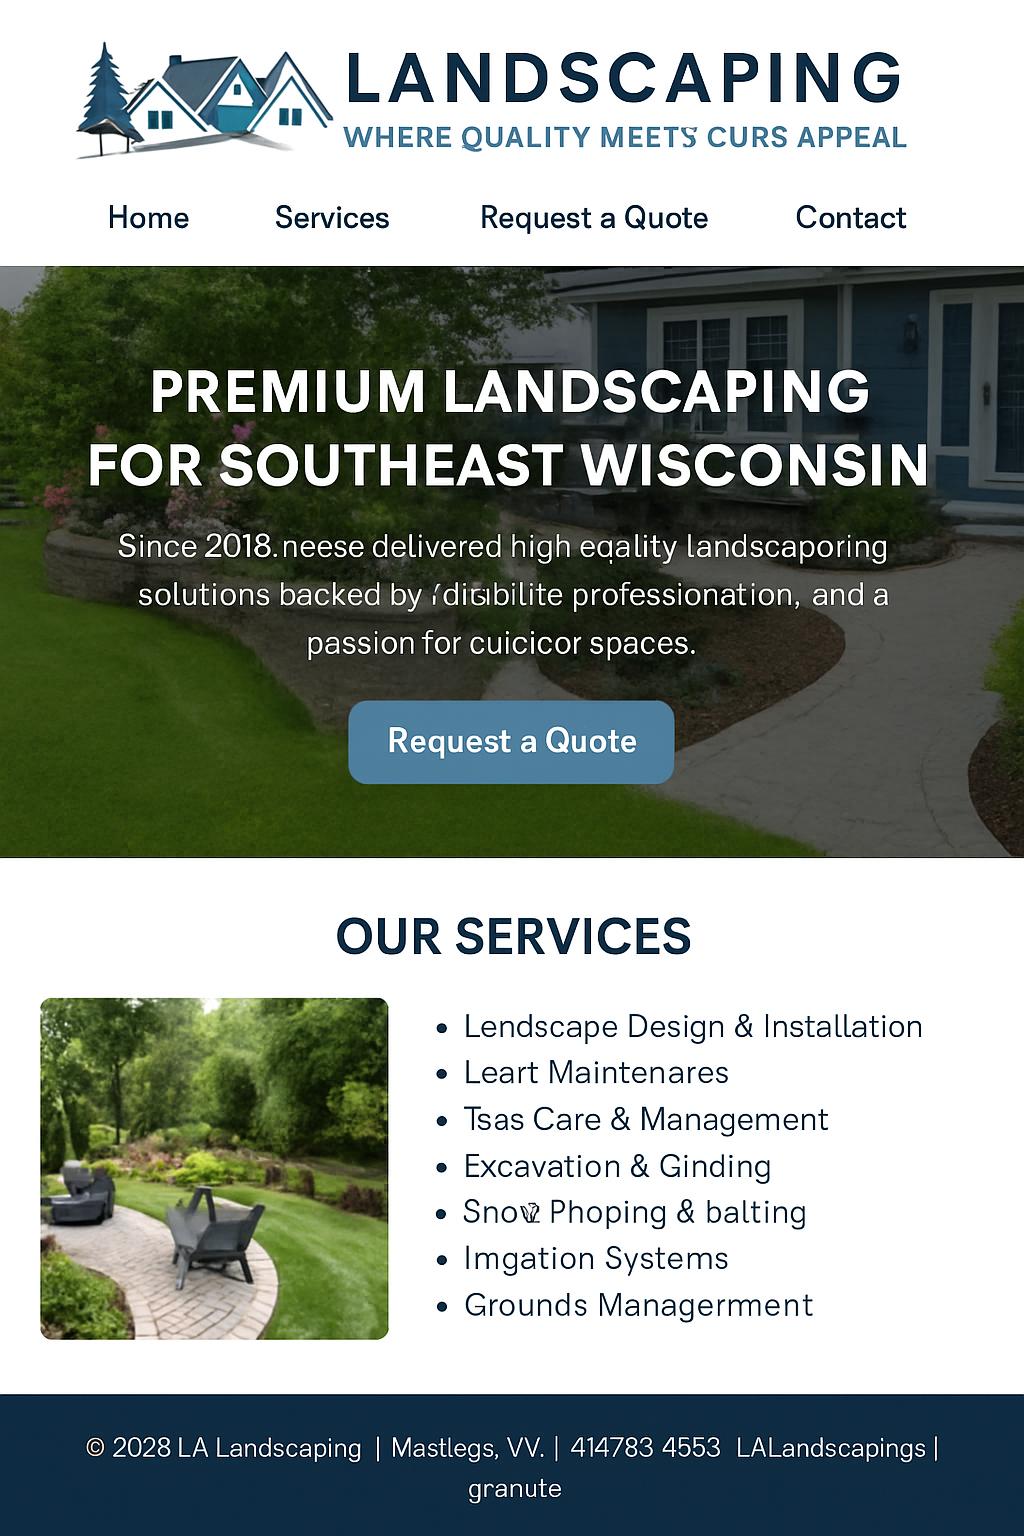 LANDSCAPING
WHERE QUALITY MEETS CURS APPEAL
Home Services Request a Quote Contact
PREMIUM LANDSCAPING
FOR SOUTHEAST WISCONSIN
Since 2018.neese delivered high eqality landscaporing
solutions backed by professionation, and a
passion for cuicicor spaces.
Request a Quote
OUR SERVICES
• Lendscape Design & Installation
• Leart Maintenares
• Tsas Care & Management
• Excavation & Ginding
• Phoping & balting
• Imgation Systems
• Grounds Managerment
© 2028 LA Landscaping | Mastlegs, VV. | 414783 4553 LALandscapings |
granute